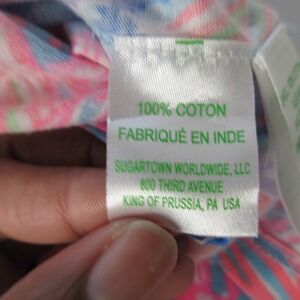 100% COTON
FABRIQUÉ EN INDE
SUGARTOWN WORLDWIDE, LLC
800 THIRD AVENUE
KING OF PRUSSIA, PA USA